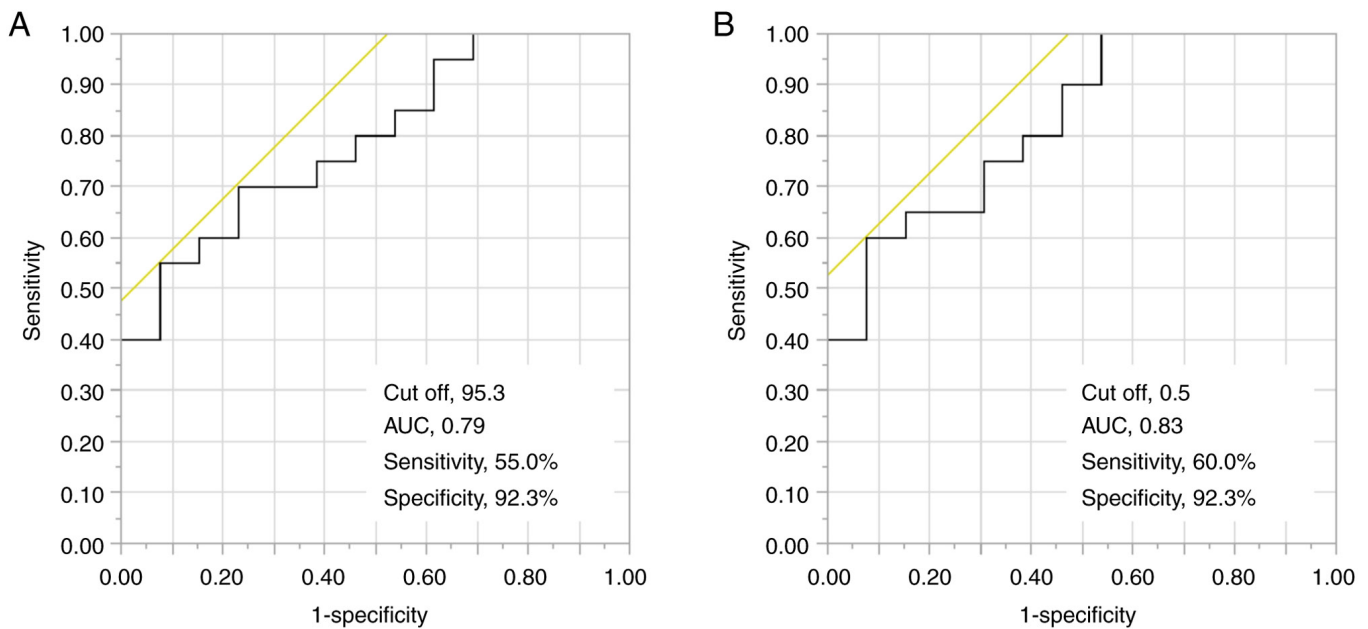 A
1.00
0.90
0.80
0.70
0.60
0.50
0.40
0.30
0.20
0.10
0.00
Sensitivity
Cut off, 95.3
AUC, 0.79
Sensitivity, 55.0%
Specificity, 92.3%
0.00 0.20 0.40 0.60 0.80 1.00
1-specificity
B
1.00
0.90
0.80
0.70
0.60
0.50
0.40
0.30
0.20
0.10
0.00
Sensitivity
Cut off, 0.5
AUC, 0.83
Sensitivity, 60.0%
Specificity, 92.3%
0.00 0.20 0.40 0.60 0.80 1.00
1-specificity